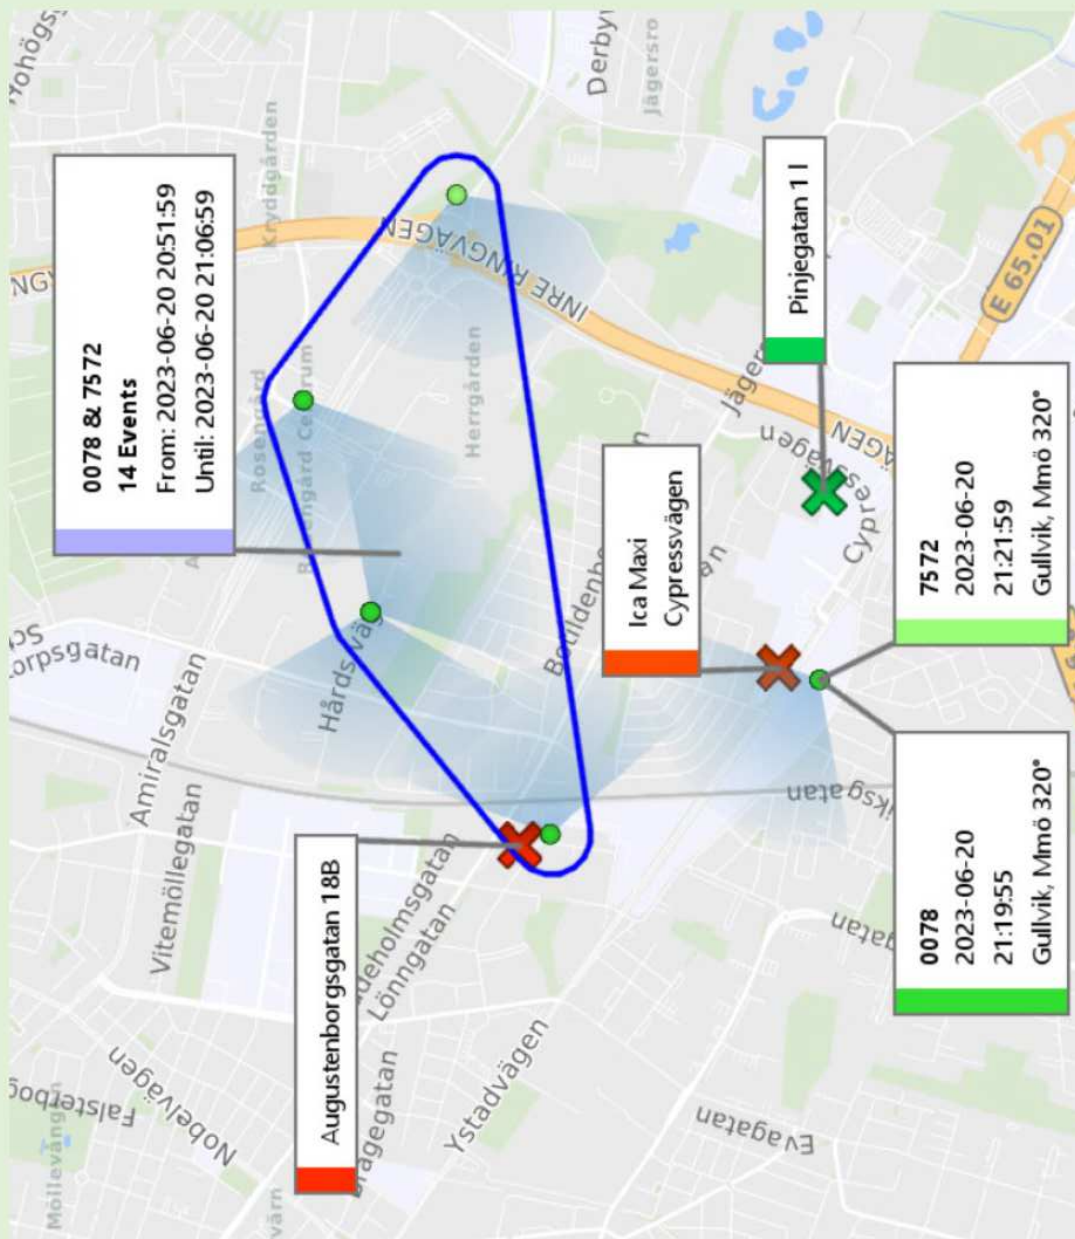 0078 & 7572
14 Events
From: 2023-06-20 20:51:59
Until: 2023-06-20 21:06:59
Augustenborgsgatan 18B
Ica Maxi
Cypressvägen
Pinjegatan 1 I
0078
2023-06-20
21:19:55
Gullvik, Mmö 320°
7572
2023-06-20
21:21:59
Gullvik, Mmö 320°
Amiralsgatan
Vitemöllegatan
Nobelvägen
Falsterbog
Möllevången
Lönngatan
Ystadvägen
Evagatan
Hårds väg
Rosengård
Kryddgården
Herrgården
INRE RINGVÄGEN
Jägersro
E 65.01